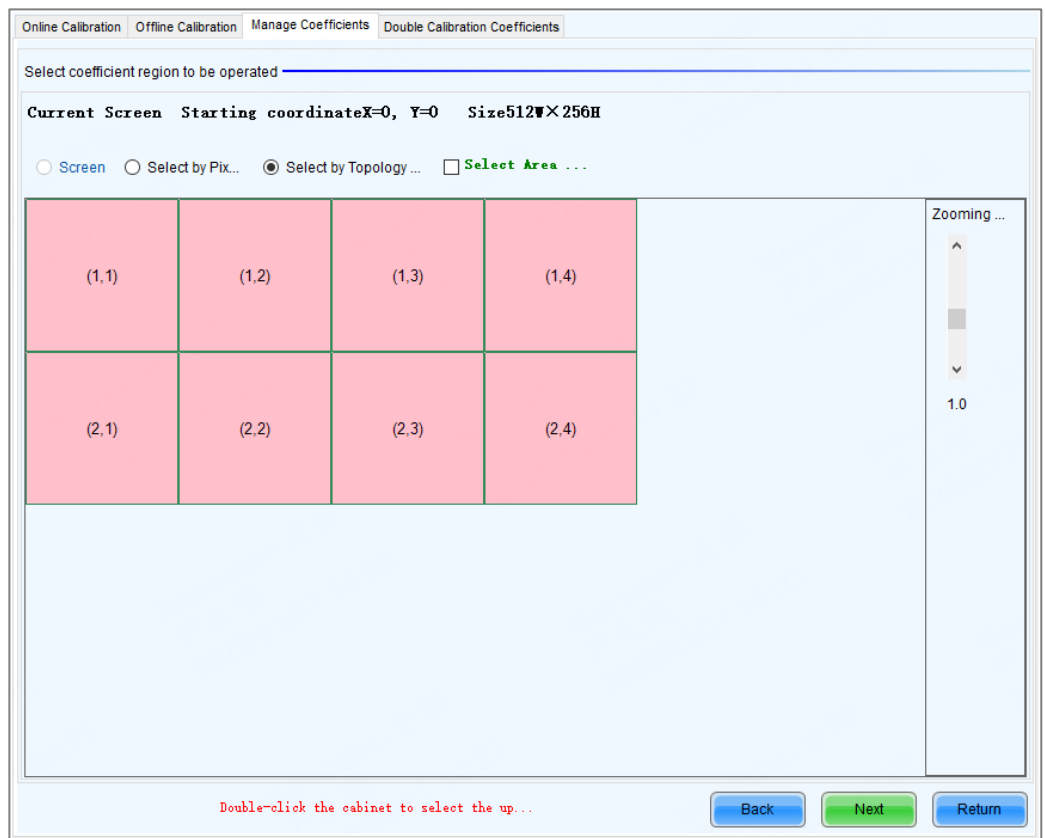 Online Calibration Offline Calibration Manage Coefficients Double Calibration Coefficients
Select coefficient region to be operated
Current Screen Starting coordinateX=0, Y=0 Size512W×256H
Screen Select by Pix... Select by Topology ... Select Area ...
Zooming ...
(1,1) (1,2) (1,3) (1,4)
1.0
(2,1) (2,2) (2,3) (2,4)
Double-click the cabinet to select the up...
Back Next Return